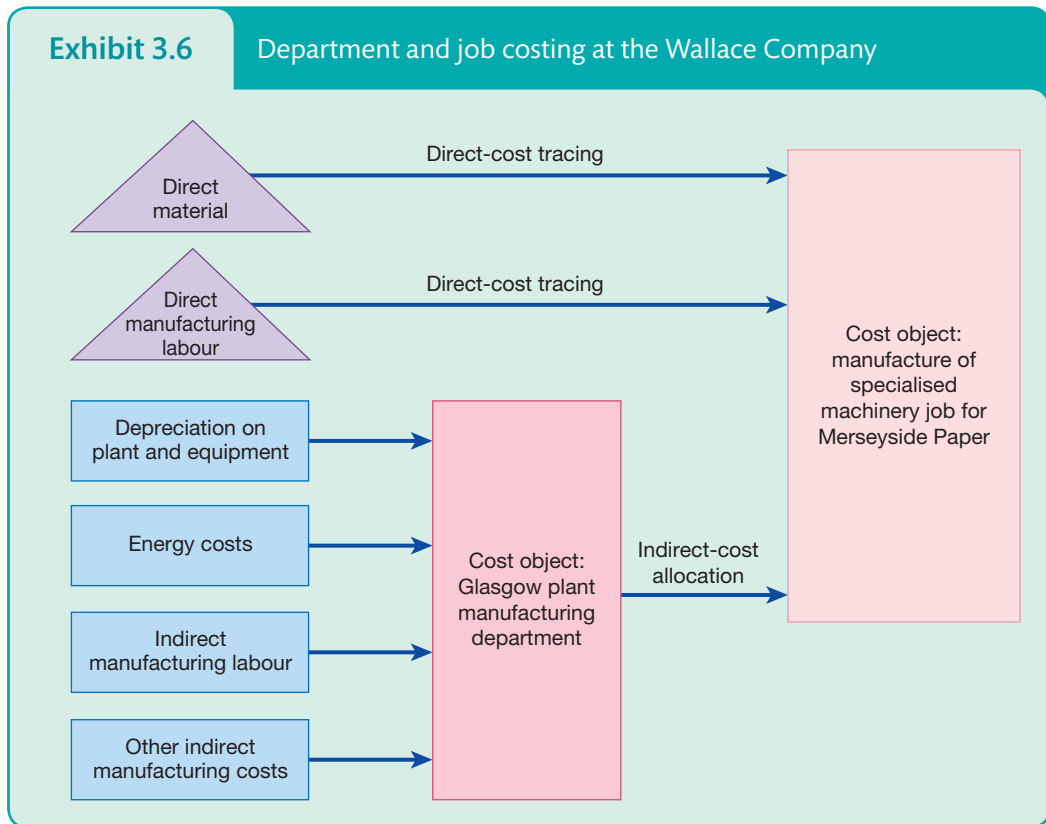 Exhibit 3.6
Department and job costing at the Wallace Company
Direct
material
Direct-cost tracing
Direct
manufacturing
labour
Direct-cost tracing
Cost object:
manufacture of
specialised
machinery job for
Merseyside Paper
Depreciation on
plant and equipment
Energy costs
Indirect
manufacturing labour
Other indirect
manufacturing costs
Cost object:
Glasgow plant
manufacturing
department
Indirect-cost
allocation